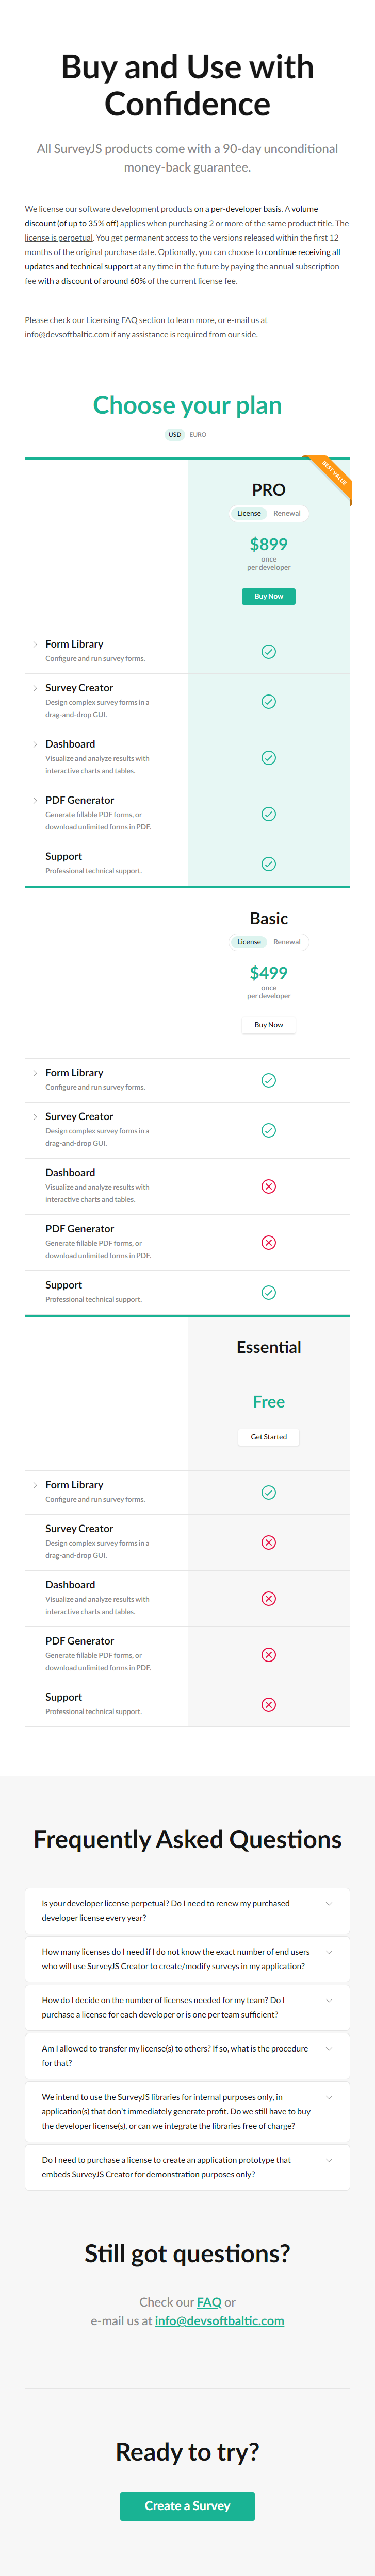 Buy and Use with
Confidence
All SurveyJS products come with a 90-day unconditional
money-back guarantee.
We license our software development products on a per-developer basis. A volume
discount (of up to 35% off) applies when purchasing 2 or more of the same product title. The
license is perpetual. You get permanent access to the versions released within the first 12
months of the original purchase date. Optionally, you can choose to continue receiving all
updates and technical support at any time in the future by paying the annual subscription
fee with a discount of around 60% of the current license fee.
Please check our Licensing FAQ section to learn more, or e-mail us at
info@devsoftbaltic.com if any assistance is required from our side.
Choose your plan
USD EURO
BEST VALUE
PRO
License Renewal
$899
once
per developer
Buy Now
Form Library
Configure and run survey forms.
Survey Creator
Design complex survey forms in a
drag-and-drop GUI.
Dashboard
Visualize and analyze results with
interactive charts and tables.
PDF Generator
Generate fillable PDF forms, or
download unlimited forms in PDF.
Support
Professional technical support.
Basic
License Renewal
$499
once
per developer
Buy Now
Form Library
Configure and run survey forms.
Survey Creator
Design complex survey forms in a
drag-and-drop GUI.
Dashboard
Visualize and analyze results with
interactive charts and tables.
PDF Generator
Generate fillable PDF forms, or
download unlimited forms in PDF.
Support
Professional technical support.
Essential
Free
Get Started
Form Library
Configure and run survey forms.
Survey Creator
Design complex survey forms in a
drag-and-drop GUI.
Dashboard
Visualize and analyze results with
interactive charts and tables.
PDF Generator
Generate fillable PDF forms, or
download unlimited forms in PDF.
Support
Professional technical support.
Frequently Asked Questions
Is your developer license perpetual? Do I need to renew my purchased
developer license every year?
How many licenses do I need if I do not know the exact number of end users
who will use SurveyJS Creator to create/modify surveys in my application?
How do I decide on the number of licenses needed for my team? Do I
purchase a license for each developer or is one per team sufficient?
Am I allowed to transfer my license(s) to others? If so, what is the procedure
for that?
We intend to use the SurveyJS libraries for internal purposes only, in
application(s) that don't immediately generate profit. Do we still have to buy
the developer license(s), or can we integrate the libraries free of charge?
Do I need to purchase a license to create an application prototype that
embeds SurveyJS Creator for demonstration purposes only?
Still got questions?
Check our FAQ or
e-mail us at info@devsoftbaltic.com
Ready to try?
Create a Survey